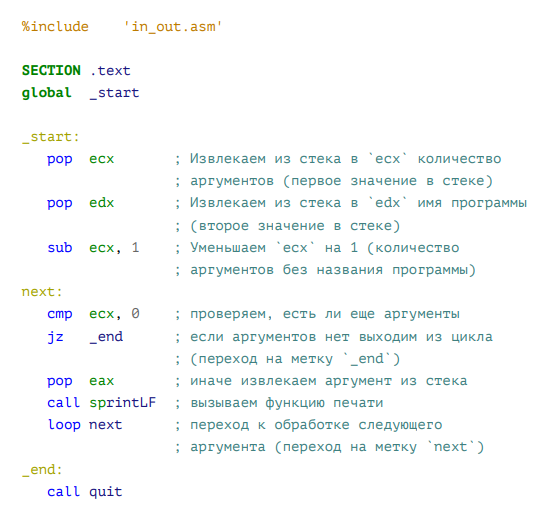 %include    'in_out.asm'
SECTION .text
global  _start
_start:
   pop  ecx       ; Извлекаем из стека в `ecx` количество
                  ; аргументов (первое значение в стеке)
   pop  edx       ; Извлекаем из стека в `edx` имя программы
                  ; (второе значение в стеке)
   sub  ecx, 1    ; Уменьшаем `ecx` на 1 (количество
                  ; аргументов без названия программы)
next:
   cmp  ecx, 0    ; проверяем, есть ли еще аргументы
   jz   _end      ; если аргументов нет выходим из цикла
                  ; (переход на метку `_end`)
   pop  eax       ; иначе извлекаем аргумент из стека
   call sprintLF  ; вызываем функцию печати
   loop next      ; переход к обработке следующего
                  ; аргумента (переход на метку `next`)
_end:
   call quit